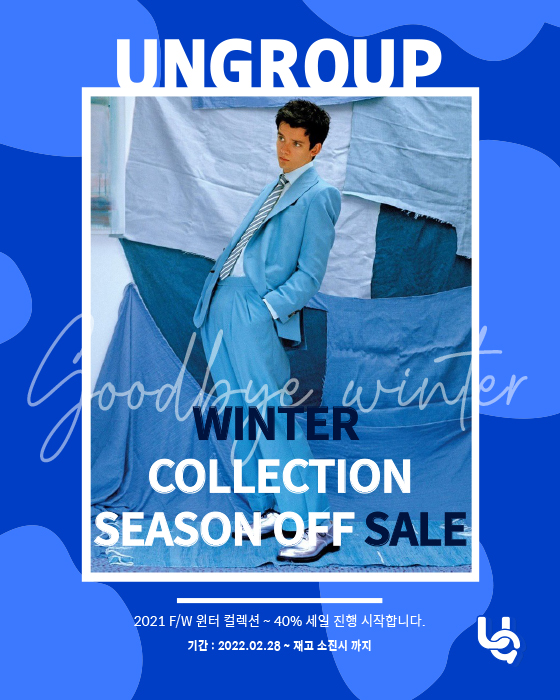 UNGROUP
Goodbye winter
WINTER
COLLECTION
SEASON OFF SALE
2021 F/W 윈터 컬렉션 ~ 40% 세일 진행 시작합니다.
기간 : 2022.02.28 ~ 재고 소진시 까지